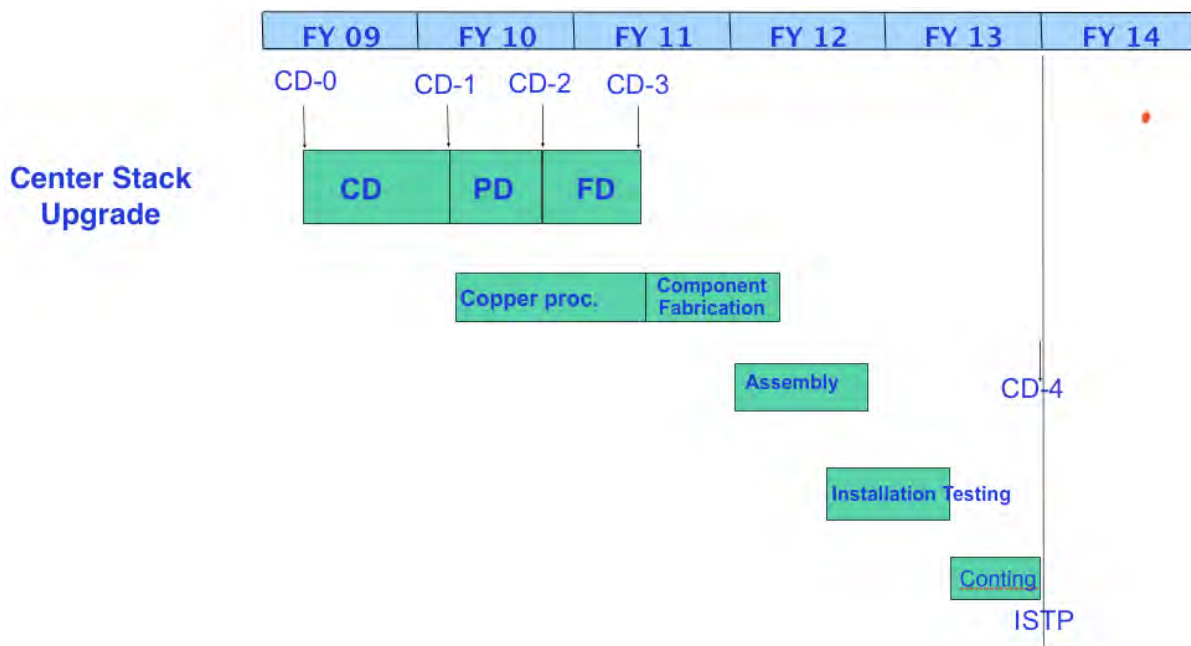 FY 09 FY 10 FY 11 FY 12 FY 13 FY 14
CD-0 CD-1 CD-2 CD-3
Center Stack
Upgrade
CD PD FD
Copper proc.
Component
Fabrication
Assembly
CD-4
Installation Testing
Conting
ISTP